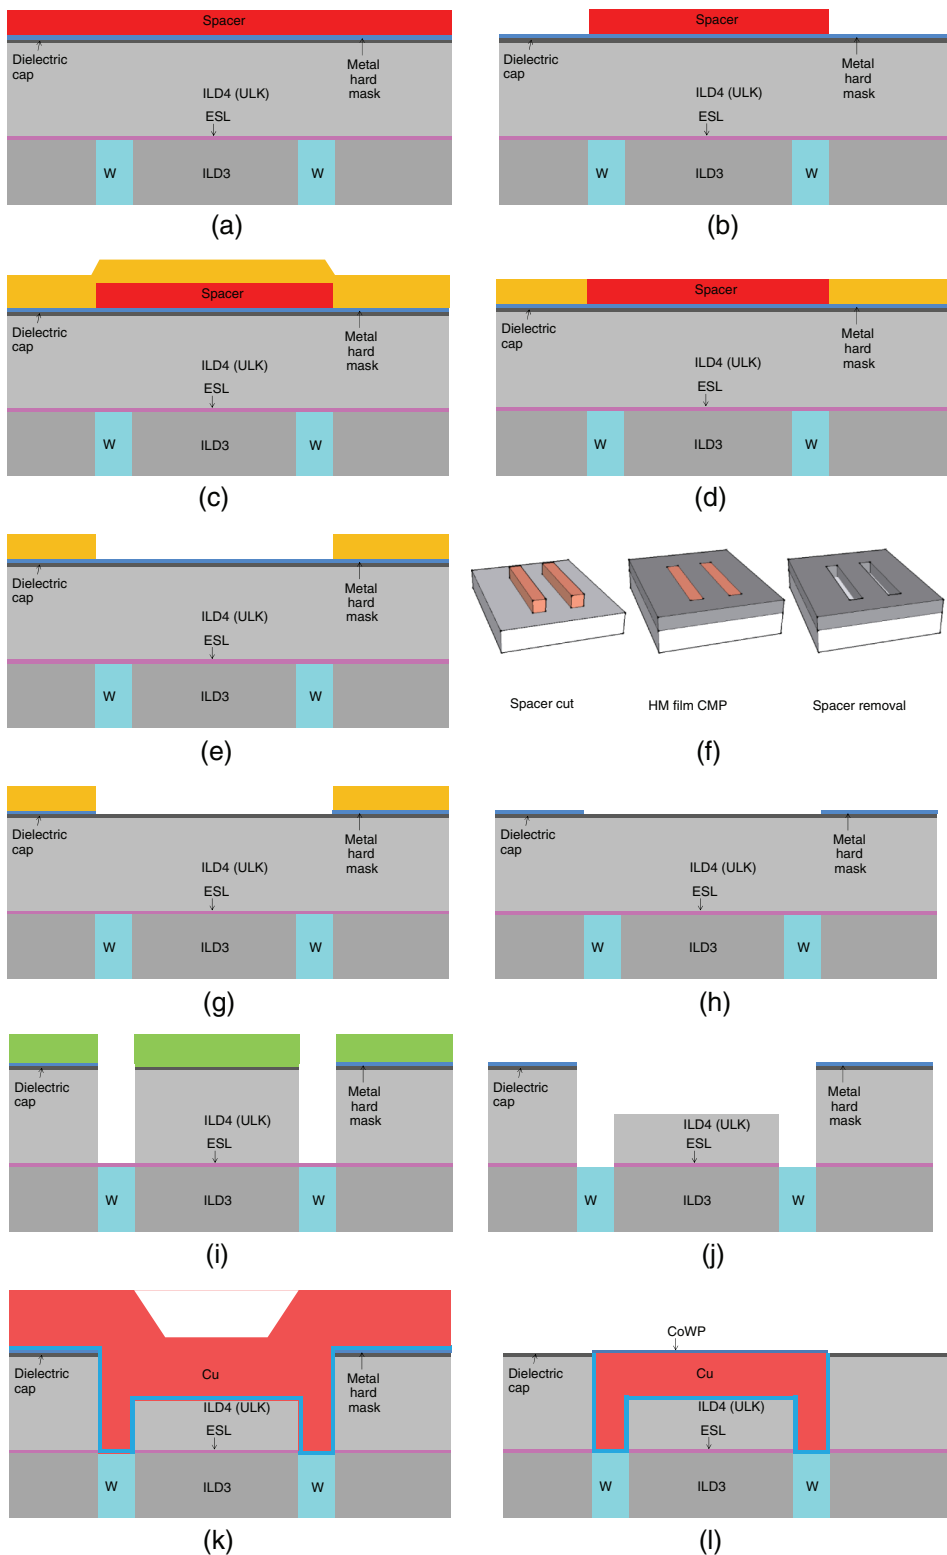 Spacer
Dielectric
cap
Metal
hard
mask
ILD4 (ULK)
ESL
W
ILD3
W
(a)
Spacer
Dielectric
cap
Metal
hard
mask
ILD4 (ULK)
ESL
W
ILD3
W
(b)
Spacer
Dielectric
cap
Metal
hard
mask
ILD4 (ULK)
ESL
W
ILD3
W
(c)
Spacer
Dielectric
cap
Metal
hard
mask
ILD4 (ULK)
ESL
W
ILD3
W
(d)
Dielectric
cap
Metal
hard
mask
ILD4 (ULK)
ESL
W
ILD3
W
(e)
Spacer cut
HM film CMP
Spacer removal
(f)
Dielectric
cap
Metal
hard
mask
ILD4 (ULK)
ESL
W
ILD3
W
(g)
Dielectric
cap
Metal
hard
mask
ILD4 (ULK)
ESL
W
ILD3
W
(h)
Dielectric
cap
Metal
hard
mask
ILD4 (ULK)
ESL
W
ILD3
W
(i)
Dielectric
cap
Metal
hard
mask
ILD4 (ULK)
ESL
W
ILD3
W
(j)
Cu
Dielectric
cap
Metal
hard
mask
ILD4 (ULK)
ESL
W
ILD3
W
(k)
CoWP
Cu
Dielectric
cap
ILD4 (ULK)
ESL
W
ILD3
W
(l)